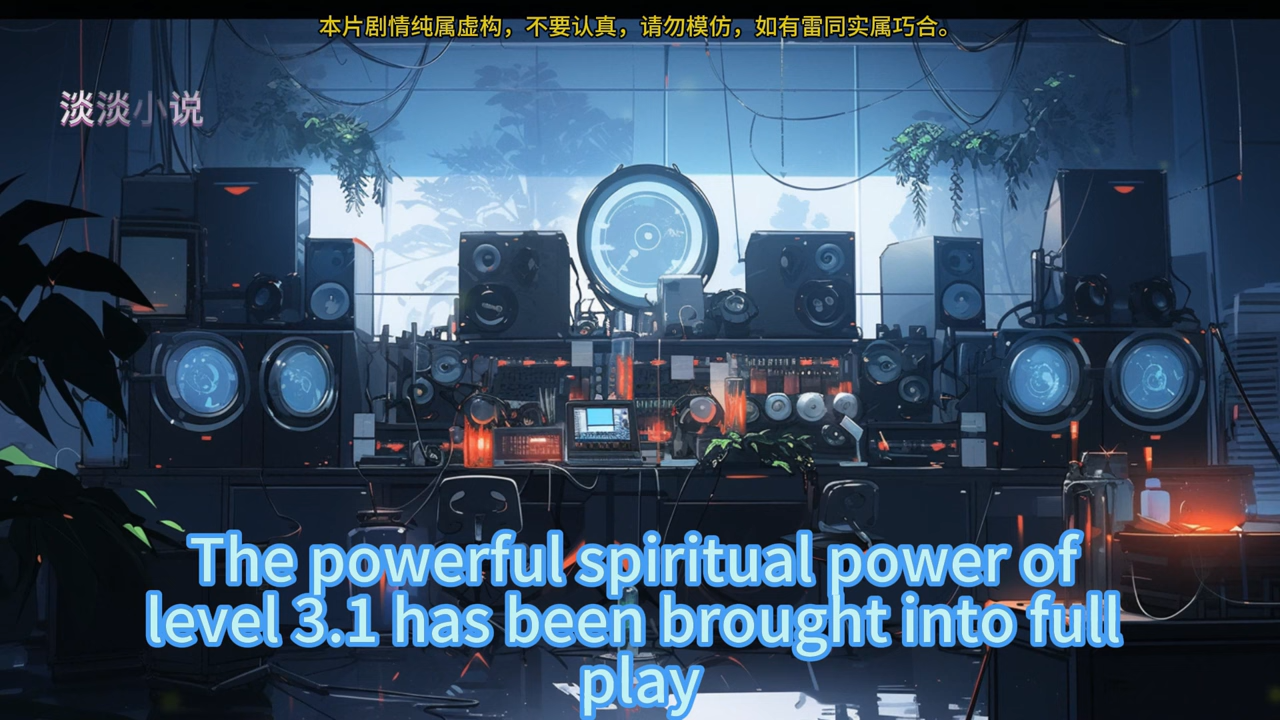 本片剧情纯属虚构，不要认真，请勿模仿，如有雷同实属巧合。
淡淡小说
The powerful spiritual power of
level 3.1 has been brought into full
play